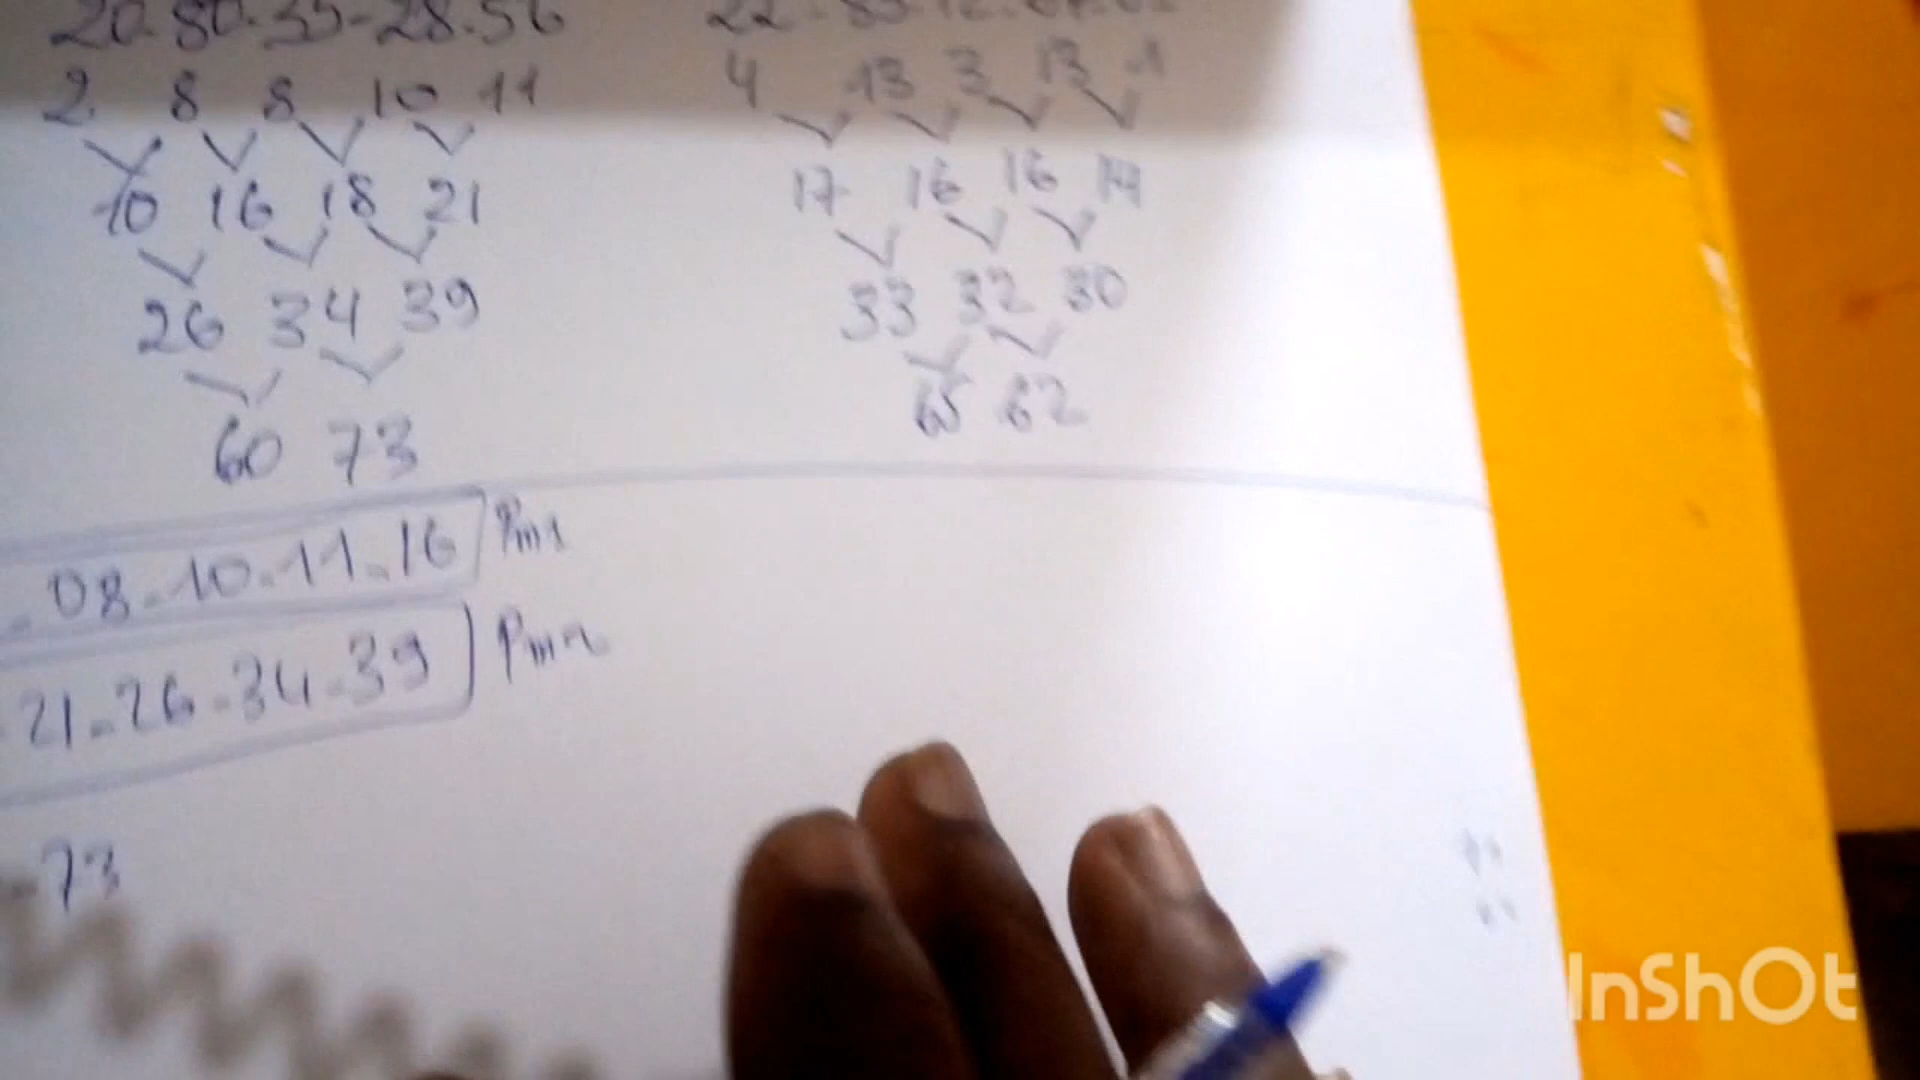 20.80.35-28.56
2 8 8 10 11
10 16 18 21
26 34 39
60 73
4 13 3 13 1
17 16 16 14
33 32 30
65 62
.08.10.11.16
21.26.34.39
-73
InShOt